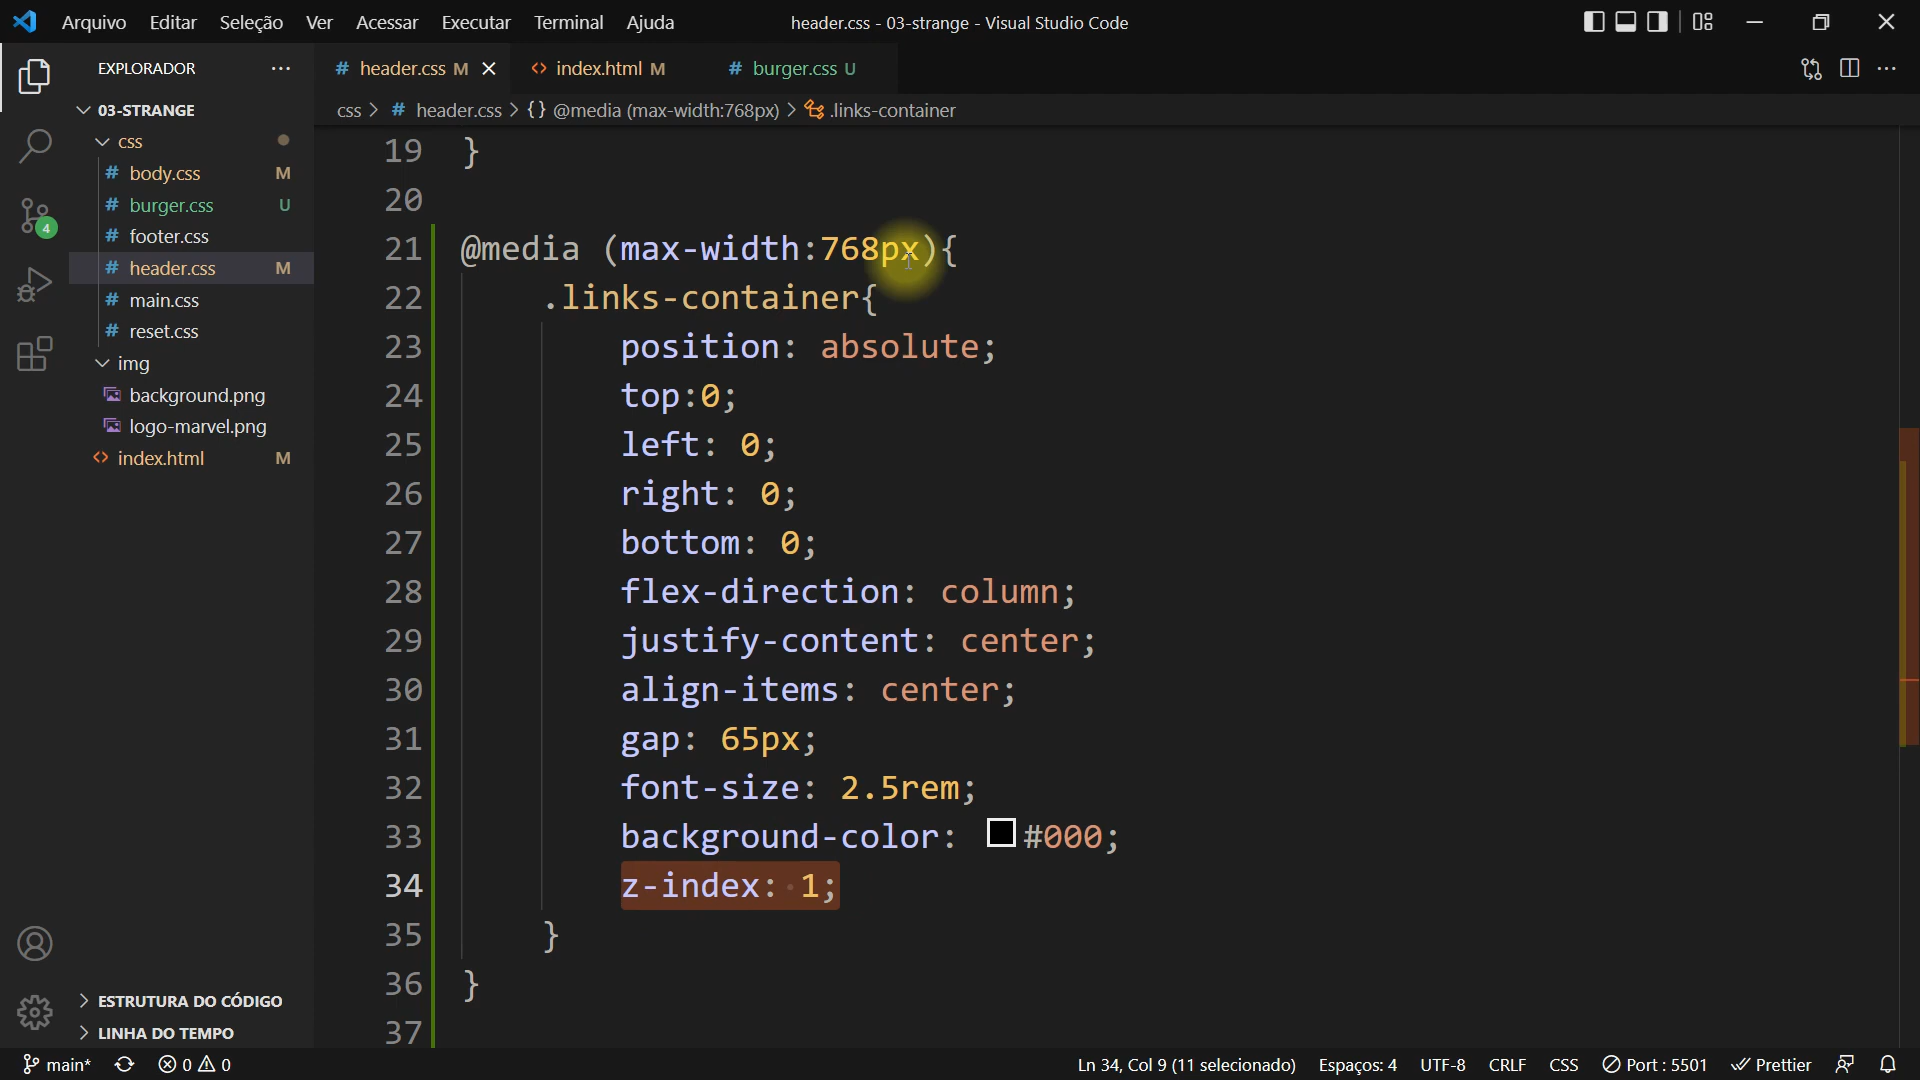 Arquivo Editar Seleção Ver Acessar Executar Terminal Ajuda
header.css - 03-strange - Visual Studio Code
EXPLORADOR
header.css M
index.html M
burger.css U
css > header.css > {} @media (max-width:768px) > .links-container
03-STRANGE
css
body.css M
burger.css U
footer.css
header.css M
main.css
reset.css
img
background.png
logo-marvel.png
index.html M
4
19 }
20
21 @media (max-width:768px){
22 .links-container{
23 position: absolute;
24 top:0;
25 left: 0;
26 right: 0;
27 bottom: 0;
28 flex-direction: column;
29 justify-content: center;
30 align-items: center;
31 gap: 65px;
32 font-size: 2.5rem;
33 background-color: #000;
34 z-index: 1;
35 }
36 }
37
ESTRUTURA DO CÓDIGO
LINHA DO TEMPO
main* 0 0 Ln 34, Col 9 (11 selecionado) Espaços: 4 UTF-8 CRLF CSS Port : 5501 Prettier